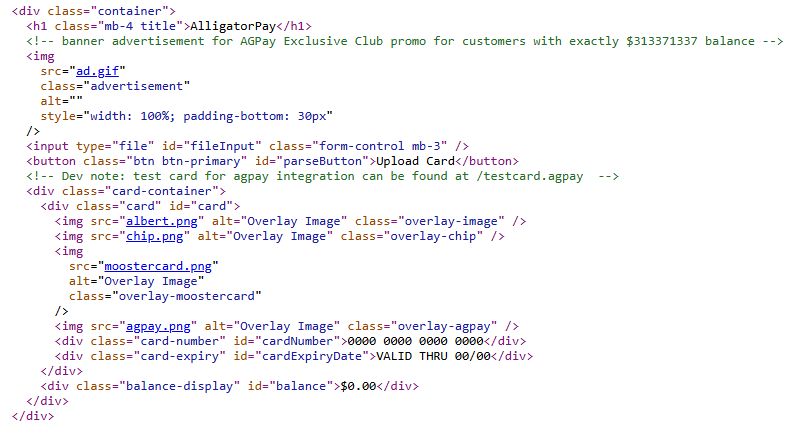 <div class="container">
  <h1 class="mb-4 title">AlligatorPay</h1>
  <!-- banner advertisement for AGPay Exclusive Club promo for customers with exactly $313371337 balance -->
  <img
    src="ad.gif"
    class="advertisement"
    alt=""
    style="width: 100%; padding-bottom: 30px"
  />
  <input type="file" id="fileInput" class="form-control mb-3" />
  <button class="btn btn-primary" id="parseButton">Upload Card</button>
  <!-- Dev note: test card for agpay integration can be found at /testcard.agpay  -->
  <div class="card-container">
    <div class="card" id="card">
      <img src="albert.png" alt="Overlay Image" class="overlay-image" />
      <img src="chip.png" alt="Overlay Image" class="overlay-chip" />
      <img
        src="moostercard.png"
        alt="Overlay Image"
        class="overlay-moostercard"
      />
      <img src="agpay.png" alt="Overlay Image" class="overlay-agpay" />
      <div class="card-number" id="cardNumber">0000 0000 0000 0000</div>
      <div class="card-expiry" id="cardExpiryDate">VALID THRU 00/00</div>
    </div>
    <div class="balance-display" id="balance">$0.00</div>
  </div>
</div>